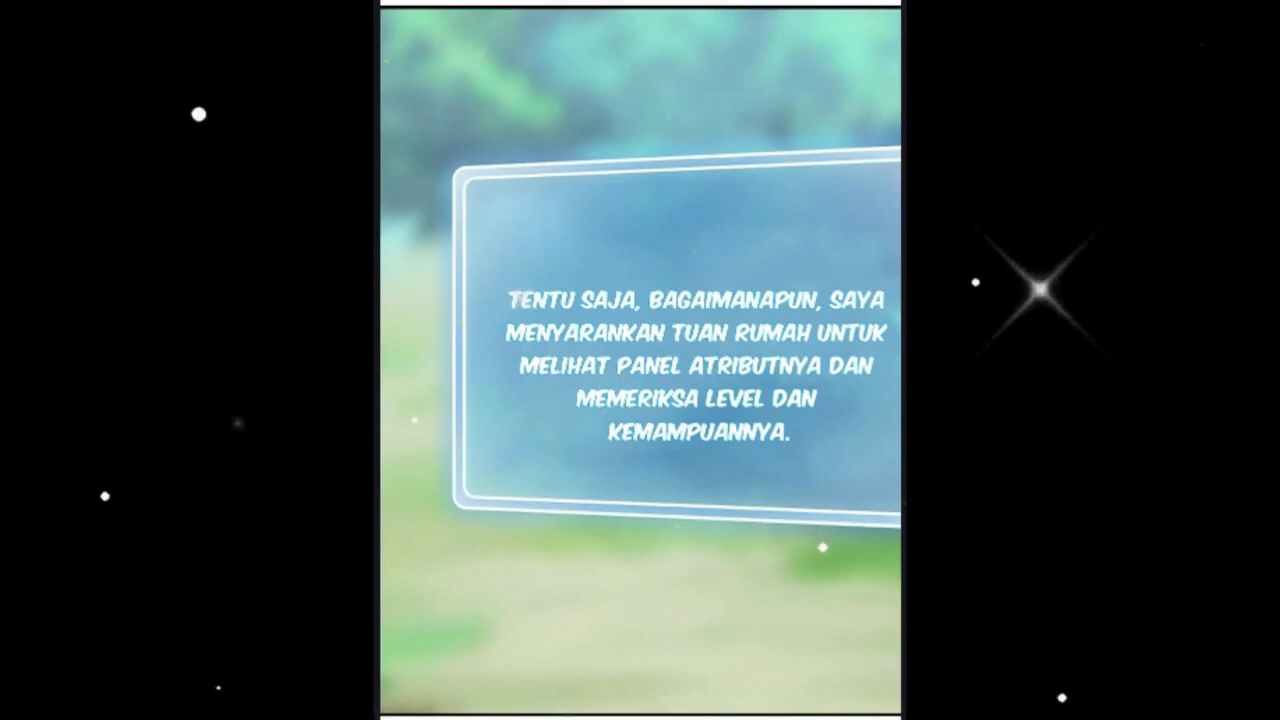 TENTU SAJA, BAGAIMANAPUN, SAYA
MENYARANKAN TUAN RUMAH UNTUK
MELIHAT PANEL ATRIBUTNYA DAN
MEMERIKSA LEVEL DAN
KEMAMPUANNYA.